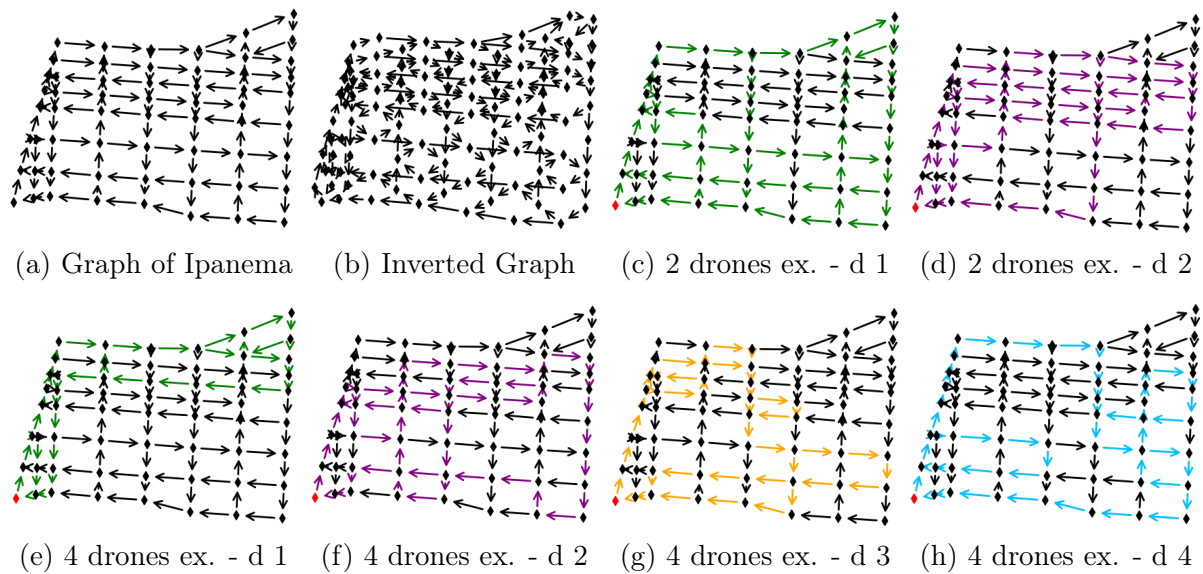 (a) Graph of Ipanema
(b) Inverted Graph
(c) 2 drones ex. - d 1
(d) 2 drones ex. - d 2
(e) 4 drones ex. - d 1
(f) 4 drones ex. - d 2
(g) 4 drones ex. - d 3
(h) 4 drones ex. - d 4